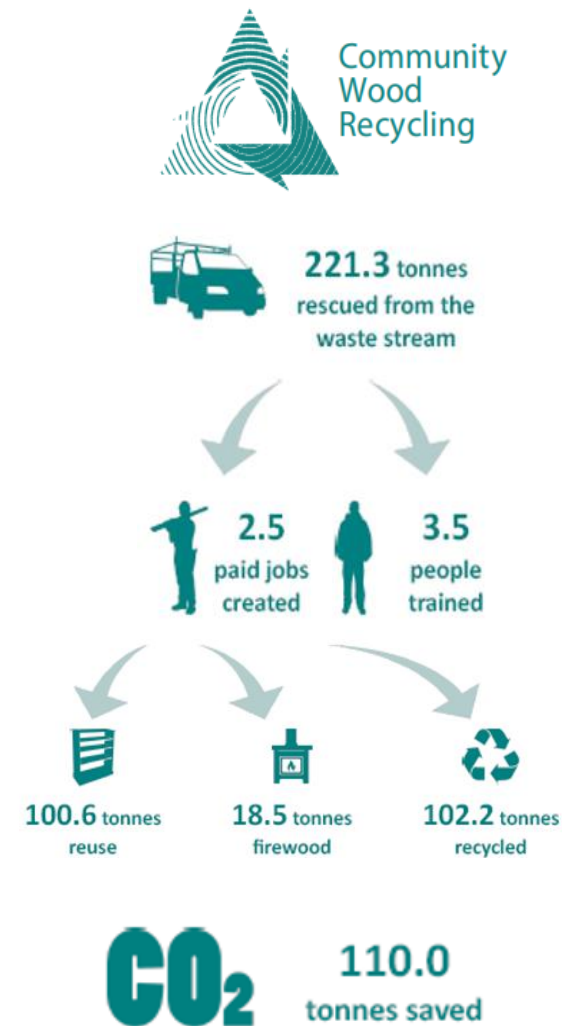 Community
Wood
Recycling
221.3 tonnes
rescued from the
waste stream
2.5
paid jobs
created
3.5
people
trained
100.6 tonnes
reuse
18.5 tonnes
firewood
102.2 tonnes
recycled
CO₂
110.0
tonnes saved